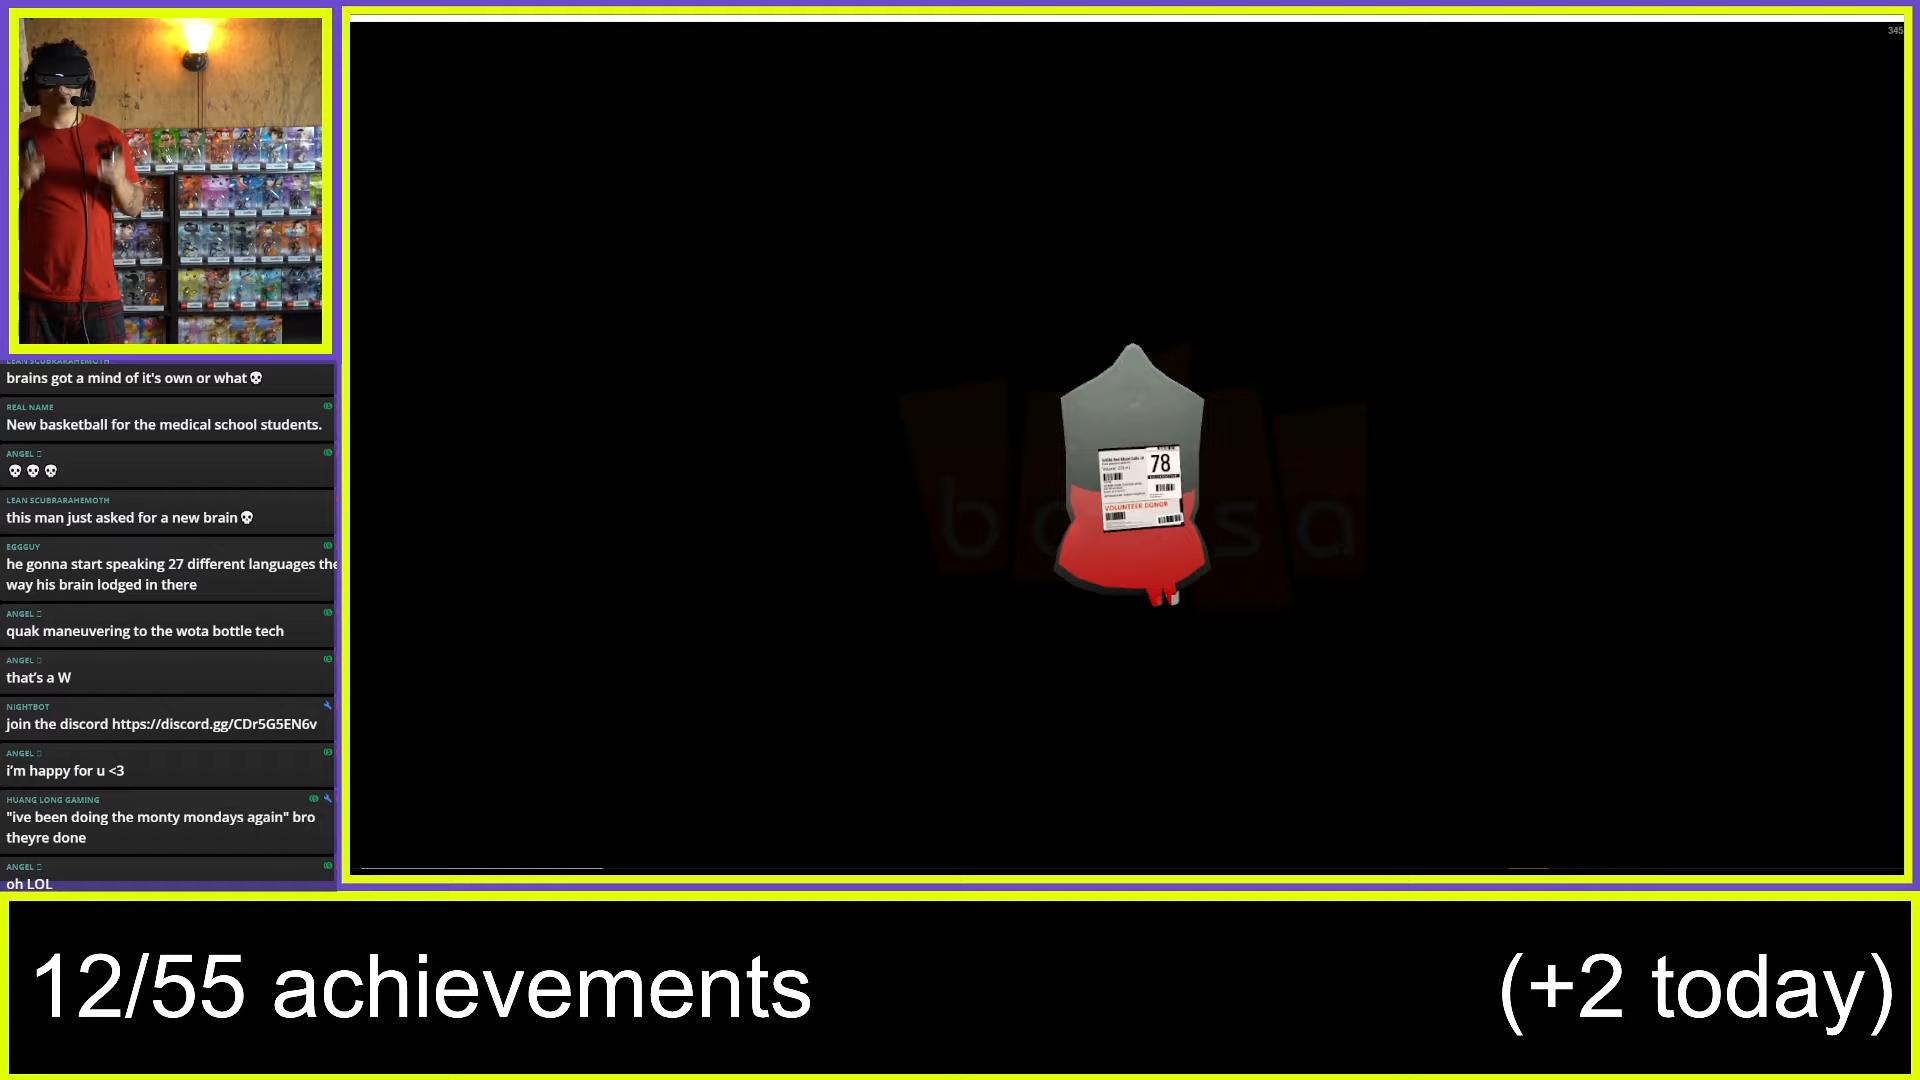 345
LEAN SCUBRARAHEMOTH
brains got a mind of it's own or what💀
REAL NAME
New basketball for the medical school students.
ANGEL
💀💀💀
LEAN SCUBRARAHEMOTH
this man just asked for a new brain💀
EGGGUY
he gonna start speaking 27 different languages the
way his brain lodged in there
ANGEL
quak maneuvering to the wota bottle tech
ANGEL
that's a W
NIGHTBOT
join the discord https://discord.gg/CDr5G5EN6v
ANGEL
i'm happy for u <3
HUANG LONG GAMING
"ive been doing the monty mondays again" bro
theyre done
ANGEL
oh LOL
78
VOLUNTEER DONOR
12/55 achievements
(+2 today)